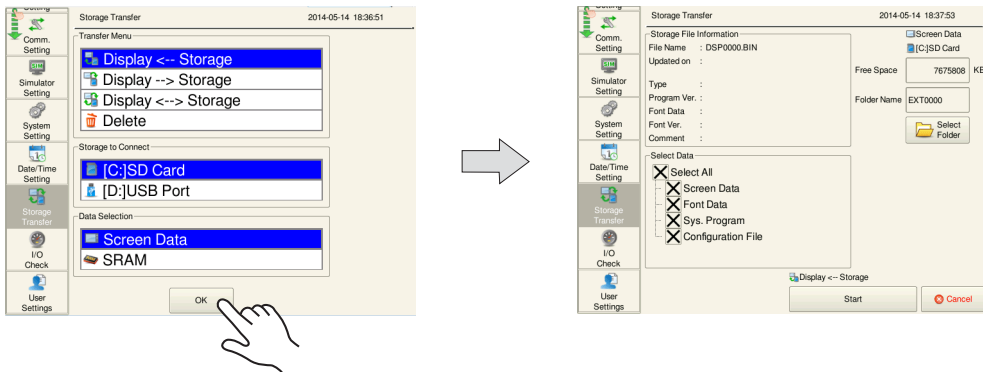 Setting
Comm.
Setting
Simulator
Setting
System
Setting
Date/Time
Setting
Storage
Transfer
I/O
Check
User
Settings
Storage Transfer 2014-05-14 18:36:51
Transfer Menu
Display <-- Storage
Display --> Storage
Display <--> Storage
Delete
Storage to Connect
[C:]SD Card
[D:]USB Port
Data Selection
Screen Data
SRAM
OK
Setting
Comm.
Setting
SIM
Simulator
Setting
System
Setting
Date/Time
Setting
Storage
Transfer
I/O
Check
User
Settings
Storage Transfer 2014-05-14 18:37:53
Storage File Information
File Name : DSP0000.BIN
Updated on :
Type :
Program Ver. :
Font Data :
Font Ver. :
Comment :
Screen Data
[C:]SD Card
Free Space 7675808 KB
Folder Name EXT0000
Select
Folder
Select Data
Select All
Screen Data
Font Data
Sys. Program
Configuration File
Display <-- Storage
Start Cancel